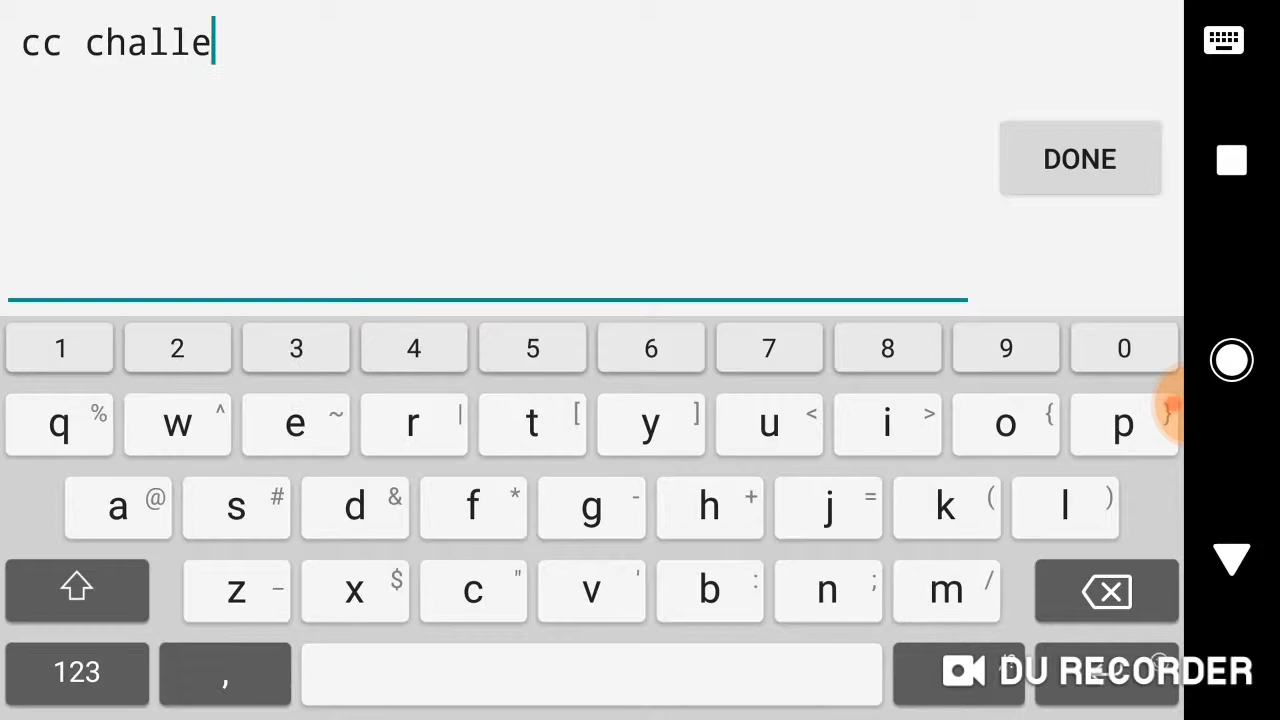 cc challe
DONE
1 2 3 4 5 6 7 8 9 0
q % w ^ e ~ r | t [ y ] u < i > o { p }
a @ s # d & f * g - h + j = k ( l )
z _ x $ c " v ' b : n ; m /
123 ,
DU RECORDER